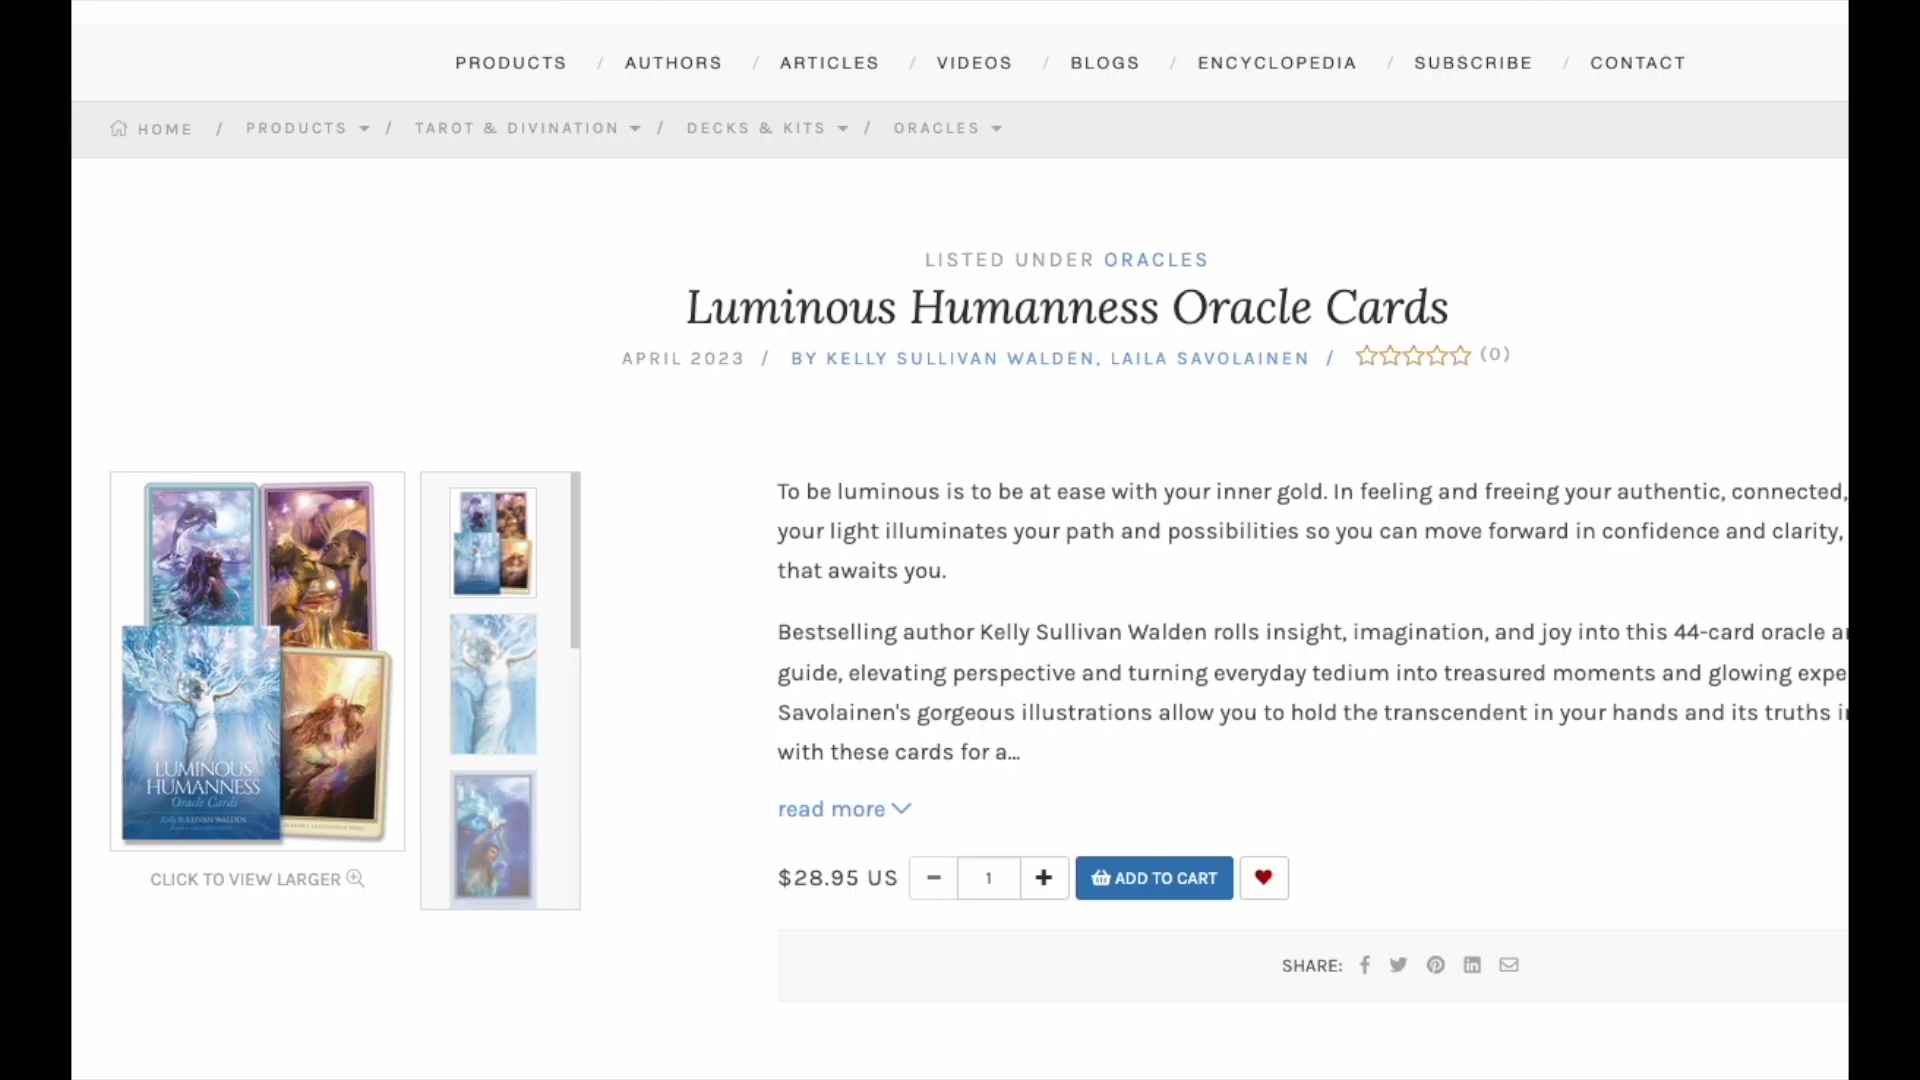 PRODUCTS / AUTHORS / ARTICLES / VIDEOS / BLOGS / ENCYCLOPEDIA / SUBSCRIBE / CONTACT
HOME / PRODUCTS / TAROT & DIVINATION / DECKS & KITS / ORACLES
LISTED UNDER ORACLES
Luminous Humanness Oracle Cards
APRIL 2023 / BY KELLY SULLIVAN WALDEN, LAILA SAVOLAINEN / (0)
LUMINOUS
HUMANNESS
Oracle Cards
Kelly SULLIVAN WALDEN
CLICK TO VIEW LARGER
To be luminous is to be at ease with your inner gold. In feeling and freeing your authentic, connected,
your light illuminates your path and possibilities so you can move forward in confidence and clarity,
that awaits you.
Bestselling author Kelly Sullivan Walden rolls insight, imagination, and joy into this 44-card oracle
guide, elevating perspective and turning everyday tedium into treasured moments and glowing expe
Savolainen's gorgeous illustrations allow you to hold the transcendent in your hands and its truths
with these cards for a...
read more
$28.95 US - 1 + ADD TO CART
SHARE: